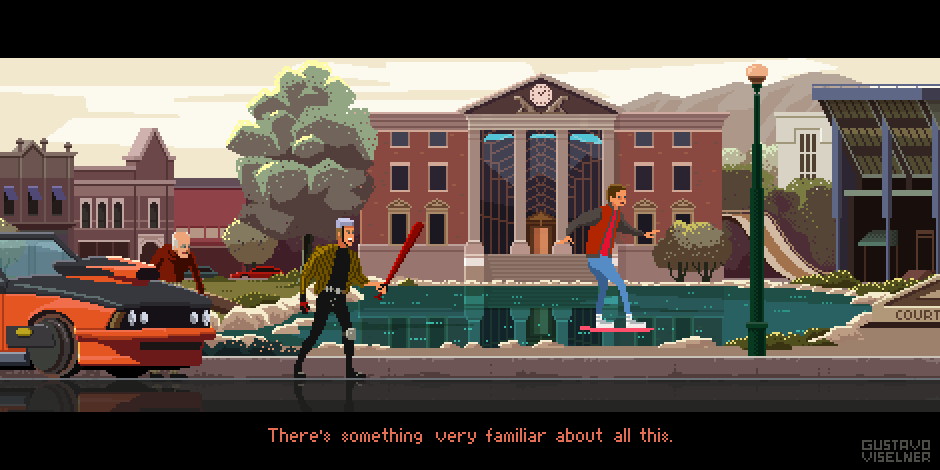 COURT
There's something very familiar about all this.
GUSTAVO
VISELNER